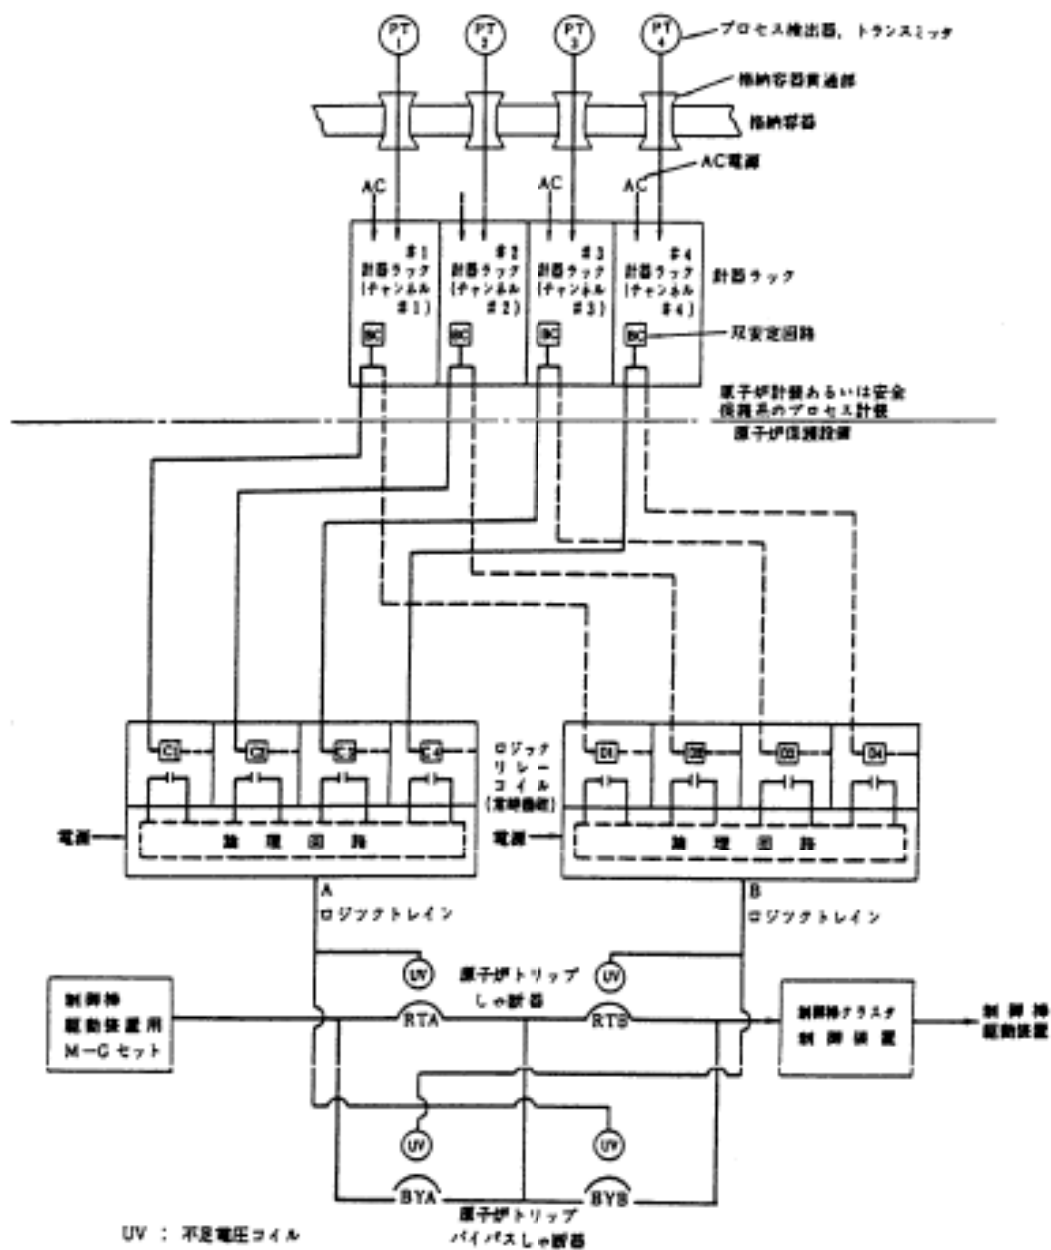 PT
1
PT
2
PT
3
PT
4
プロセス検出器, トランスミッタ
格納容器貫通部
格納容器
AC電源
AC
AC
AC
#1
計器ラック
(チャンネル
#1)
#2
計器ラック
(チャンネル
#2)
#3
計器ラック
(チャンネル
#3)
#4
計器ラック
(チャンネル
#4)
計器ラック
BC
BC
BC
BC
双安定回路
原子炉計装あるいは安全
保護系のプロセス計装
原子炉保護設備
C1
C2
C3
C4
ロジック
リレー
コイル
(常時励磁)
D1
D2
D3
D4
電源
論理回路
電源
論理回路
A
ロジックトレイン
B
ロジックトレイン
UV
原子炉トリップ
しゃ断器
UV
制御棒
駆動装置用
M-Gセット
RTA
RTB
制御棒クラスタ
制御装置
制御棒
駆動装置
UV
UV
BYA
BYB
原子炉トリップ
バイパスしゃ断器
UV : 不足電圧コイル